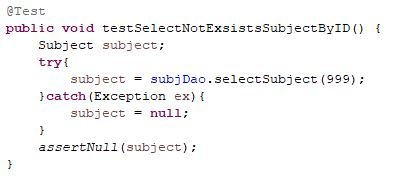 @Test
public void testSelectNotExsistsSubjectByID() {
    Subject subject;
    try{
        subject = subjDao.selectSubject(999);
    }catch(Exception ex){
        subject = null;
    }
    assertNull(subject);
}